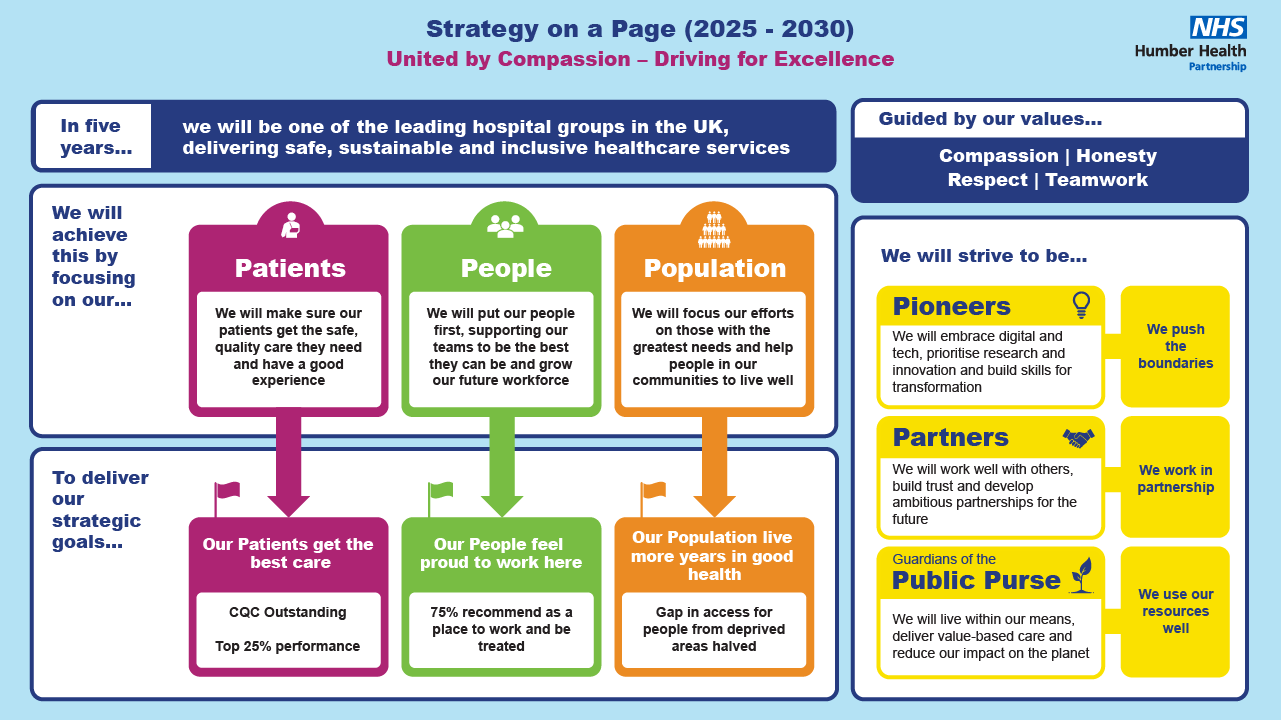 Strategy on a Page (2025 - 2030)
United by Compassion – Driving for Excellence
NHS
Humber Health
Partnership
In five
years...
we will be one of the leading hospital groups in the UK,
delivering safe, sustainable and inclusive healthcare services
We will
achieve
this by
focusing
on our...
Patients
We will make sure our
patients get the safe,
quality care they need
and have a good
experience
People
We will put our people
first, supporting our
teams to be the best
they can be and grow
our future workforce
Population
We will focus our efforts
on those with the
greatest needs and help
people in our
communities to live well
To deliver
our
strategic
goals...
Our Patients get the
best care
CQC Outstanding
Top 25% performance
Our People feel
proud to work here
75% recommend as a
place to work and be
treated
Our Population live
more years in good
health
Gap in access for
people from deprived
areas halved
Guided by our values...
Compassion | Honesty
Respect | Teamwork
We will strive to be...
Pioneers
We will embrace digital and
tech, prioritise research and
innovation and build skills for
transformation
We push
the
boundaries
Partners
We will work well with others,
build trust and develop
ambitious partnerships for the
future
We work in
partnership
Guardians of the
Public Purse
We will live within our means,
deliver value-based care and
reduce our impact on the planet
We use our
resources
well